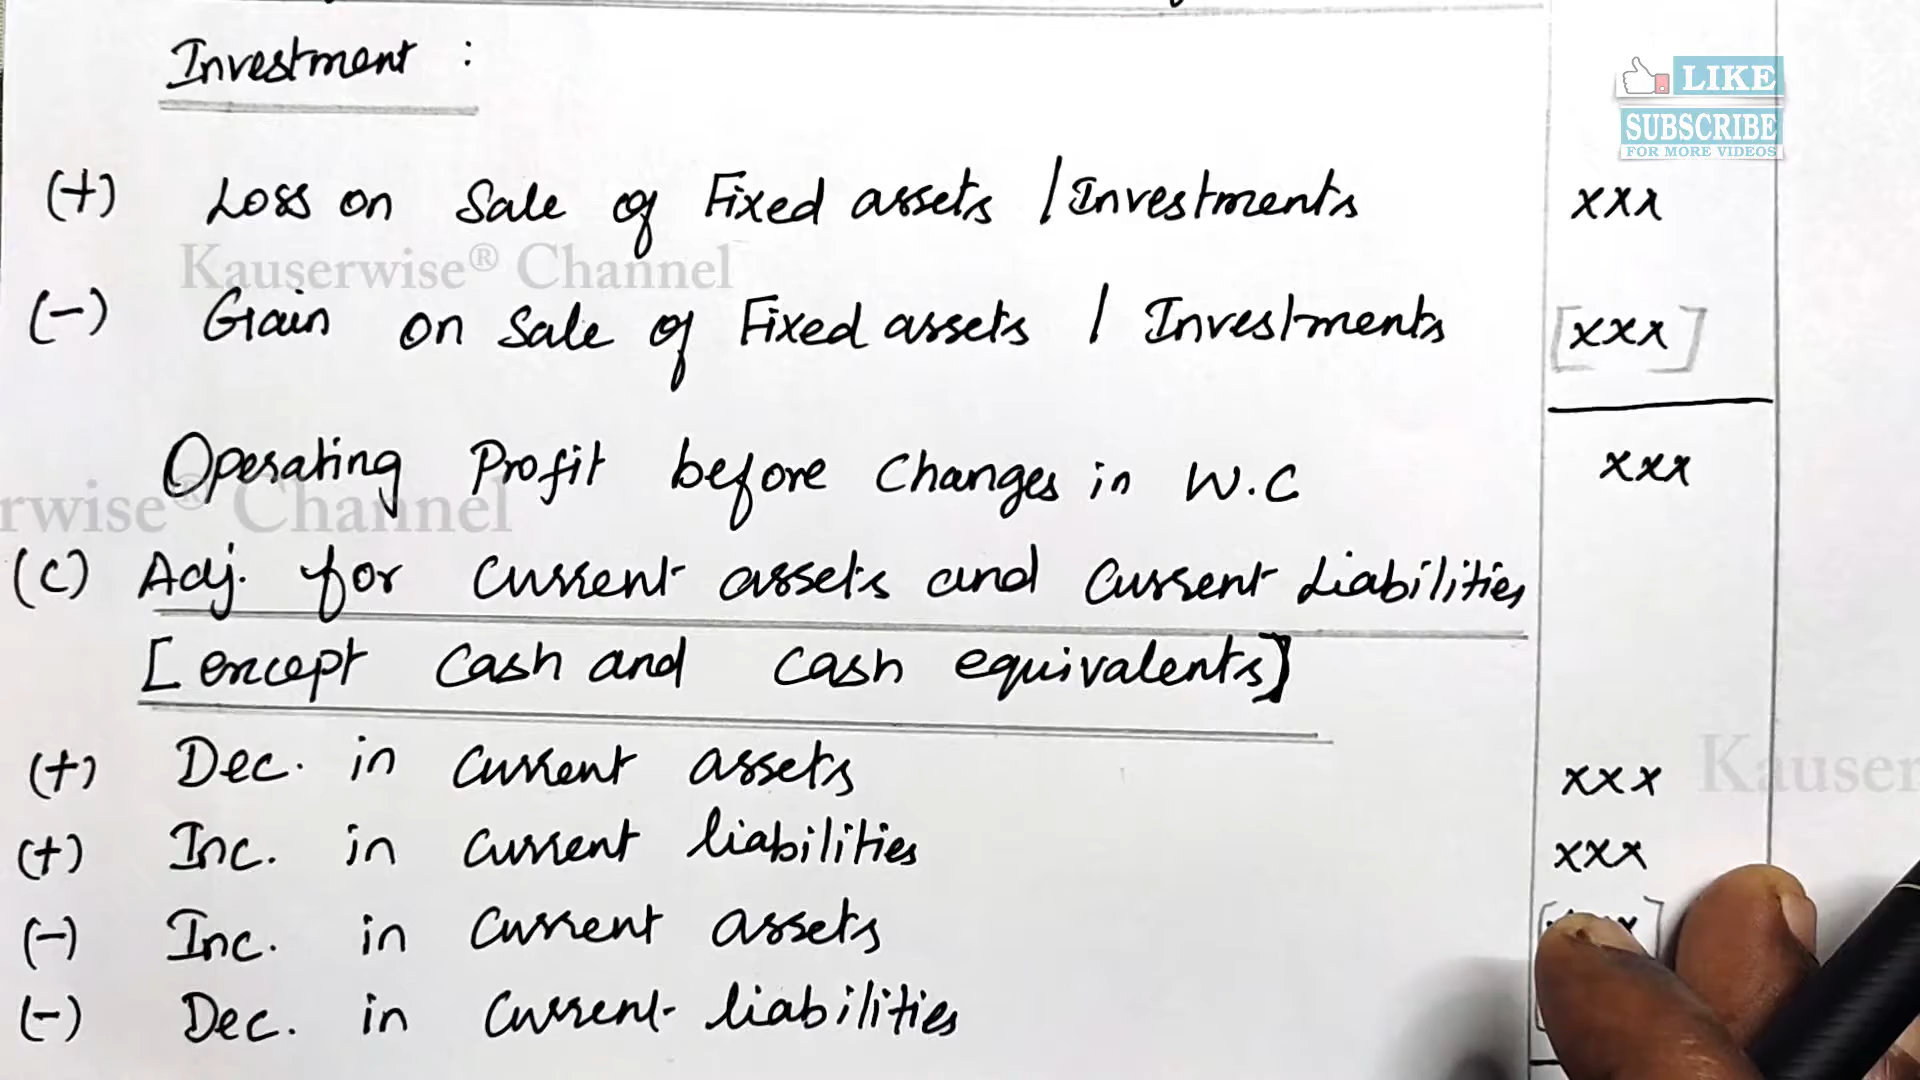 Investment :
LIKE
SUBSCRIBE
FOR MORE VIDEOS
(+) Loss on Sale of Fixed assets / Investments xxx
Kauserwise® Channel
(-) Gain on Sale of Fixed assets / Investments [xxx]
Operating Profit before Changes in W.C xxx
erwise® Channel
(C) Adj. for Current assets and Current Liabilities
[except Cash and Cash equivalents]
(+) Dec. in Current assets xxx
Kauserw
(+) Inc. in Current liabilities xxx
(-) Inc. in Current assets
(-) Dec. in Current liabilities